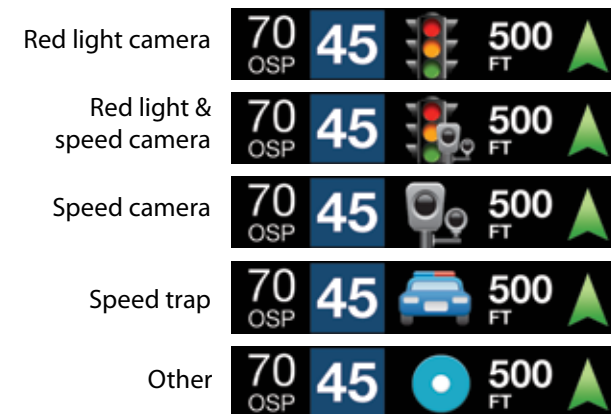 Red light camera
70 OSP 45 500 FT
Red light &
speed camera
70 OSP 45 500 FT
Speed camera
70 OSP 45 500 FT
Speed trap
70 OSP 45 500 FT
Other
70 OSP 45 500 FT